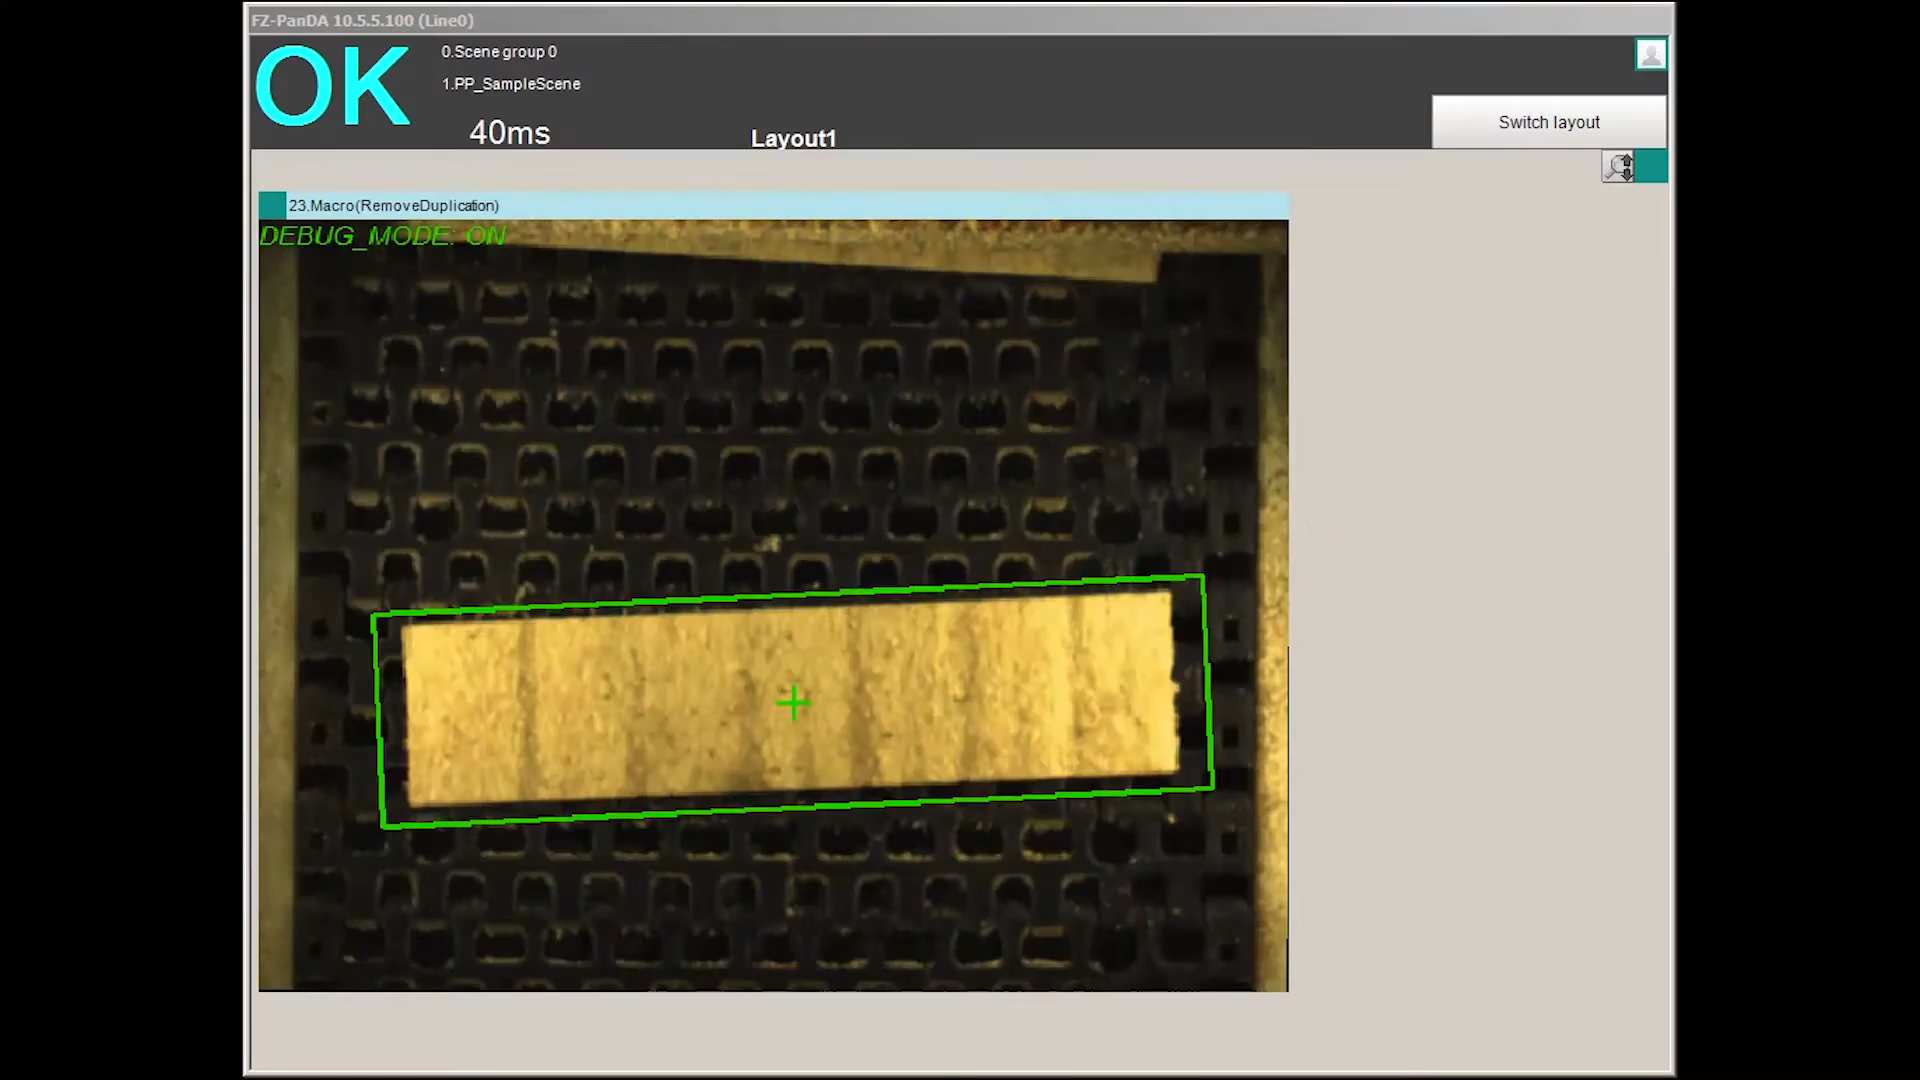 FZ-PanDA 10.5.5.100 (Line0)
OK
0.Scene group 0
1.PP_SampleScene
40ms
Layout1
Switch layout
23.Macro(RemoveDuplication)
DEBUG_MODE: ON